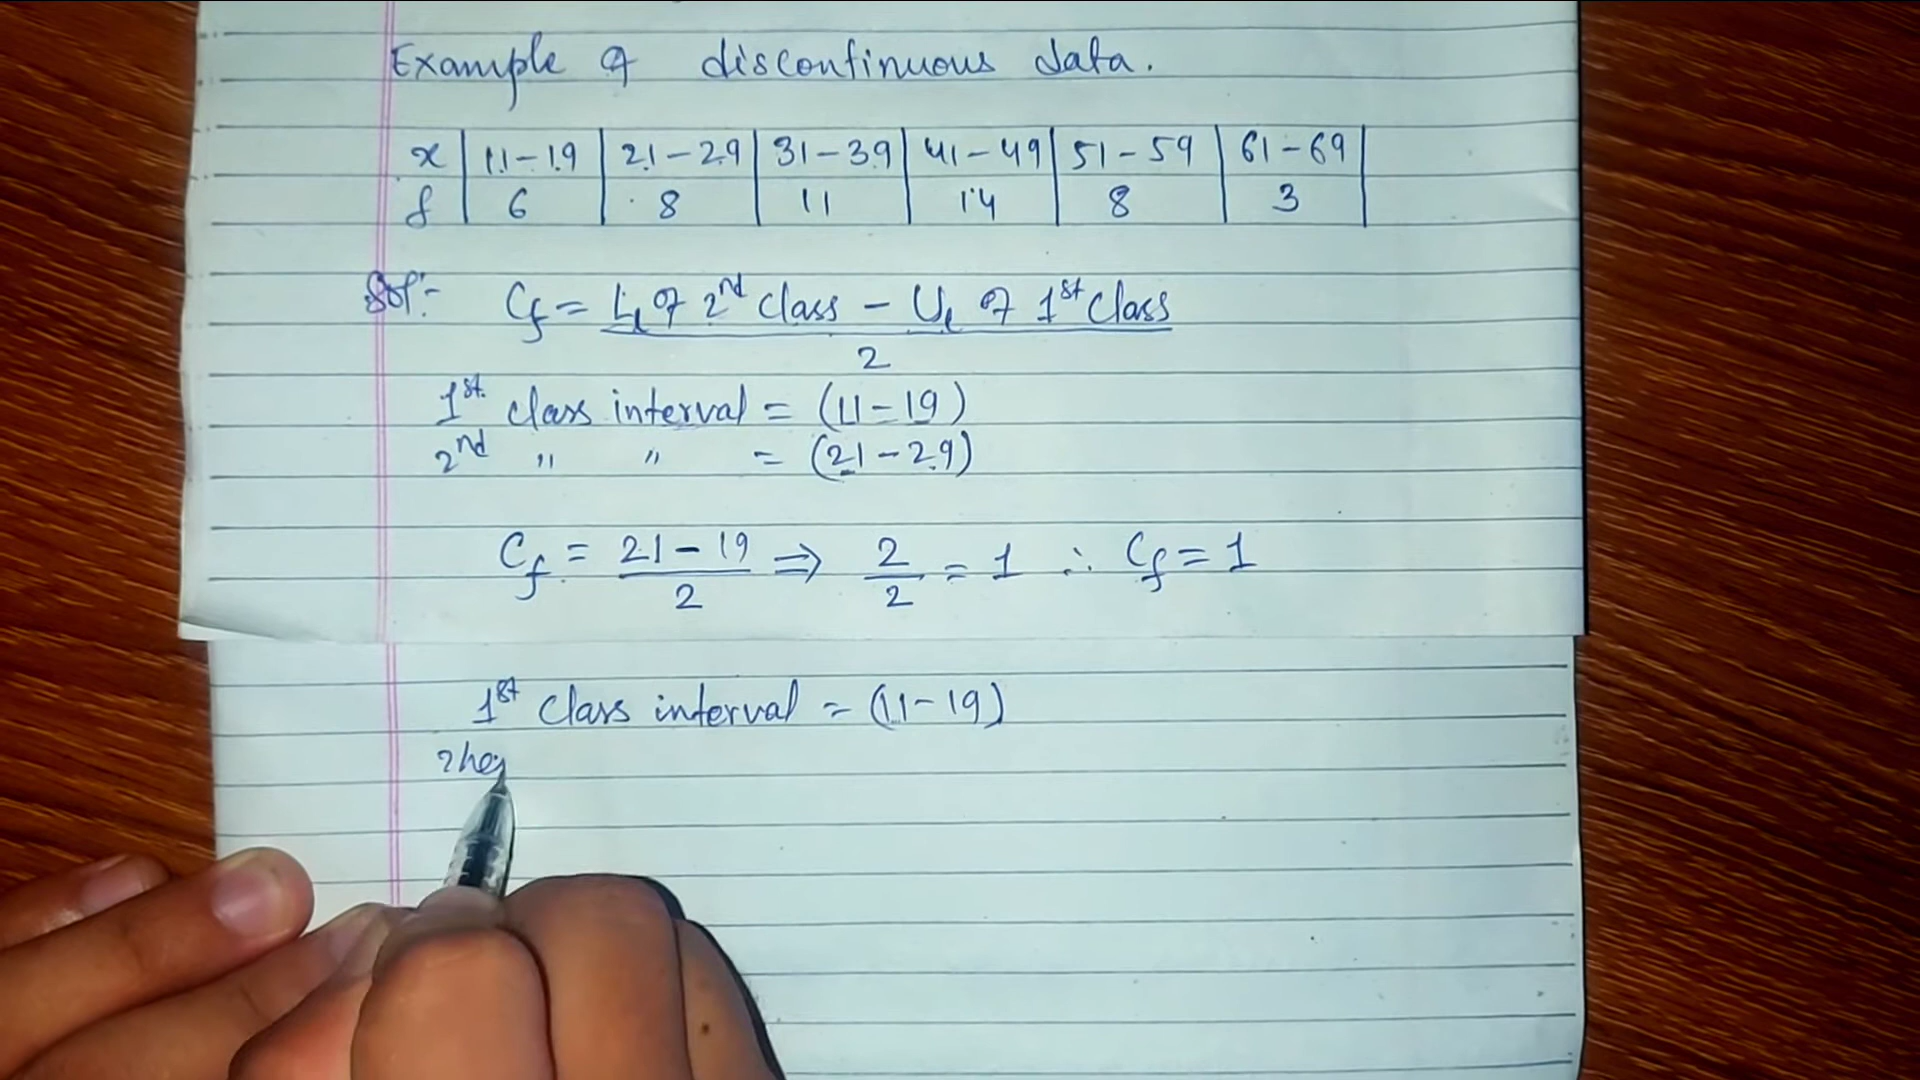 Example of discontinuous data.
x 11-19 21-29 31-39 41-49 51-59 61-69
f 6 8 11 14 8 3
Solⁿ:- Cf = Ll of 2nd class - Ul of 1st class
2
1st class interval = (11-19)
2nd " " = (21-29)
Cf = 21-19 ⇒ 2 = 1 ∴ Cf = 1
2 2
1st class interval = (11-19)